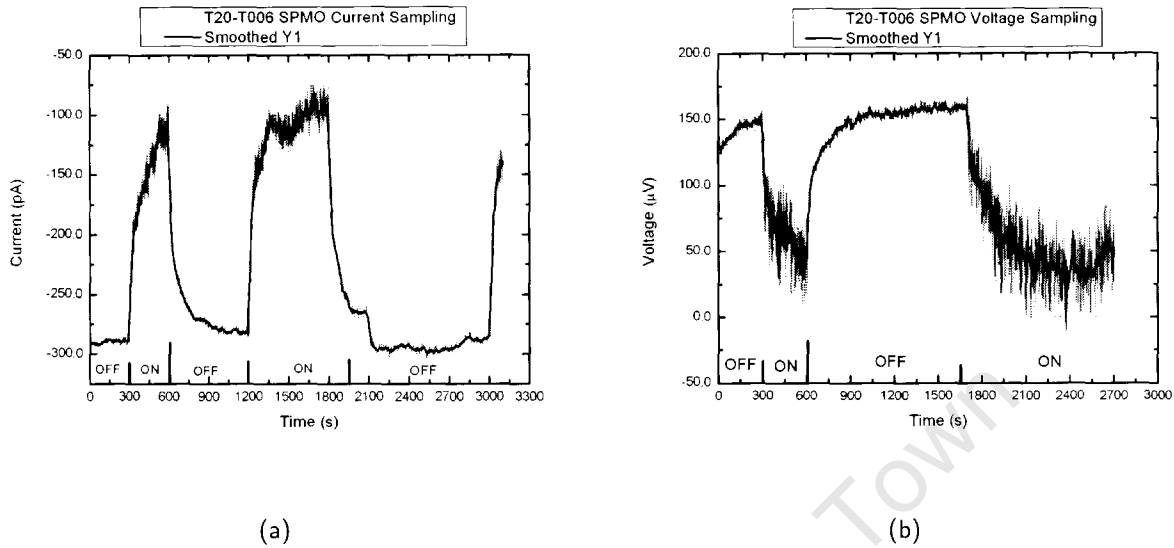 T20-T006 SPMO Current Sampling
Smoothed Y1
-50.0
-100.0
-150.0
-200.0
-250.0
-300.0
Current (pA)
OFF
ON
OFF
ON
OFF
0 300 600 900 1200 1500 1800 2100 2400 2700 3000 3300
Time (s)
(a)
T20-T006 SPMO Voltage Sampling
Smoothed Y1
200.0
150.0
100.0
50.0
0.0
-50.0
Voltage (μV)
OFF
ON
OFF
ON
0 300 600 900 1200 1500 1800 2100 2400 2700 3000
Time (s)
(b)
Town